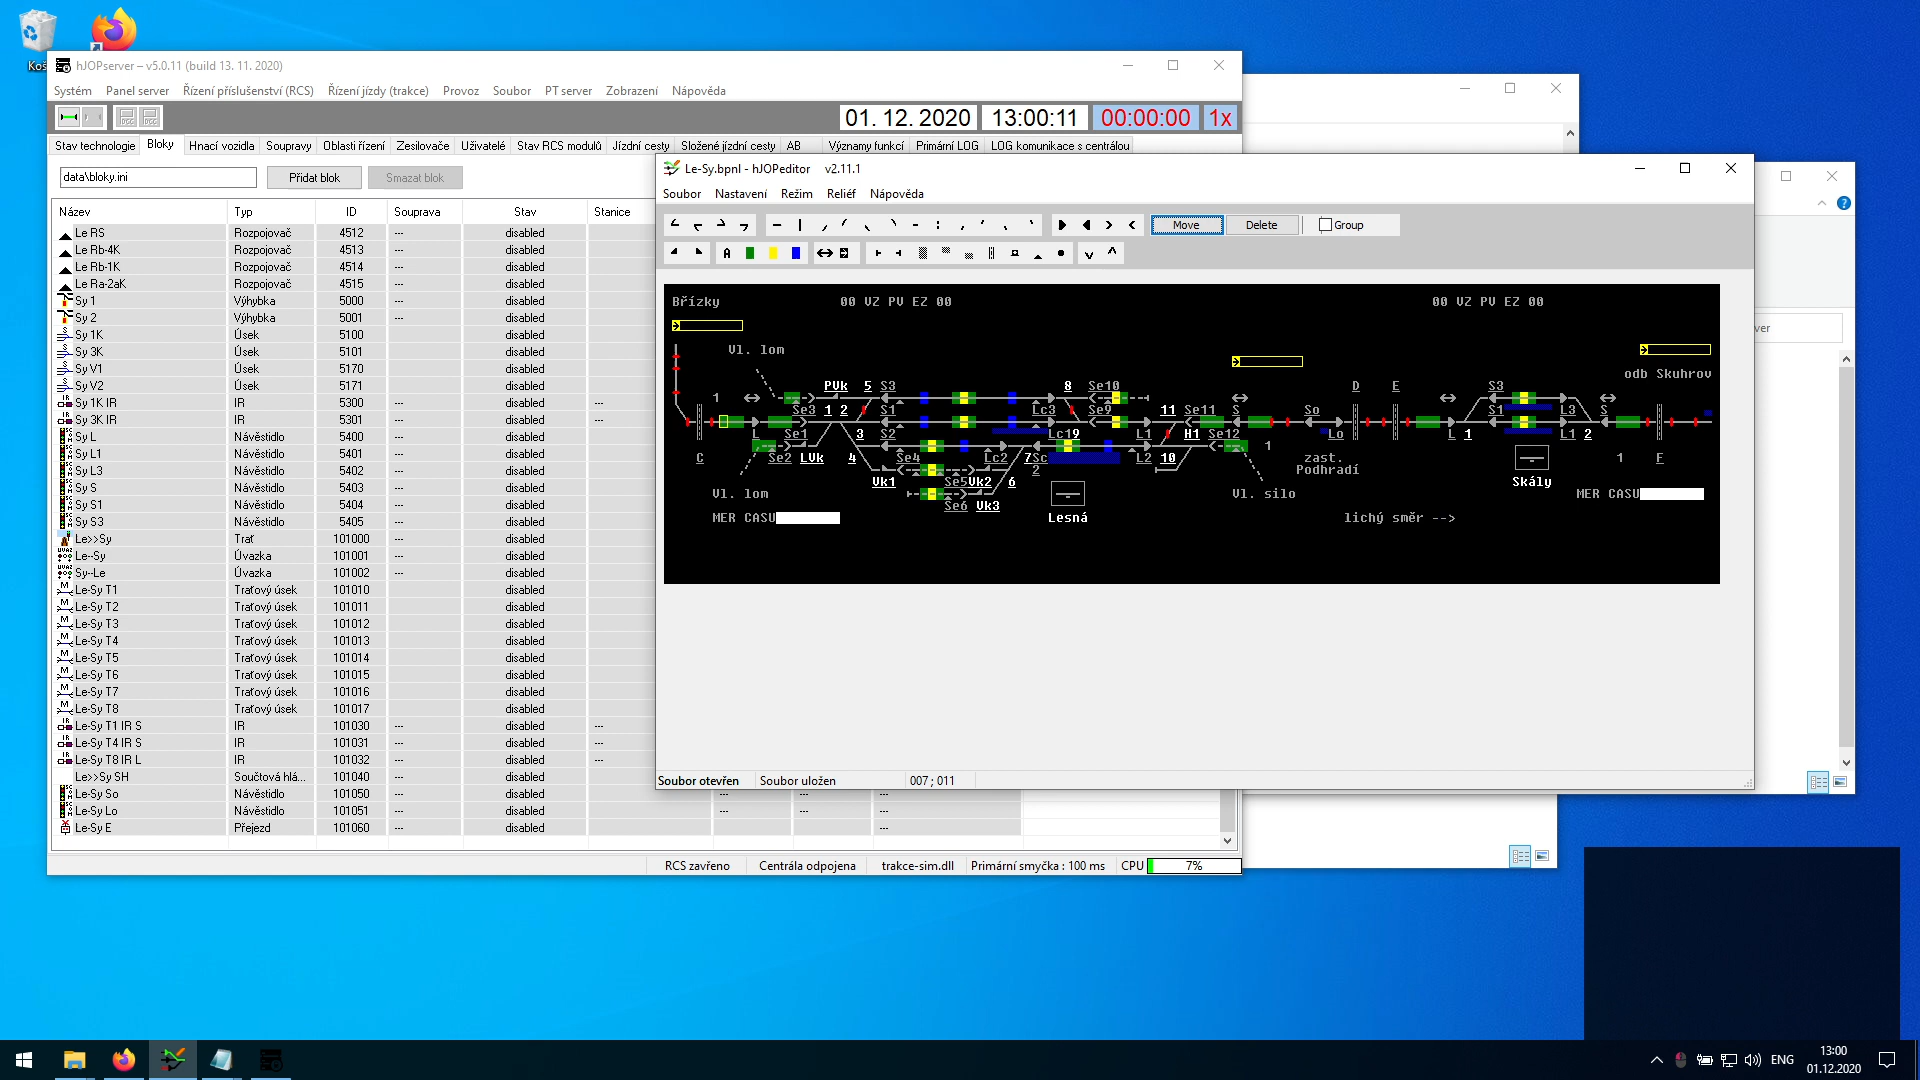 Koš
hJOPserver – v5.0.11 (build 13. 11. 2020)
Systém Panel server Řízení příslušenství (RCS) Řízení jízdy (trakce) Provoz Soubor PT server Zobrazení Nápověda
01. 12. 2020 13:00:11 00:00:00 1x
Stav technologie Bloky Hnací vozidla Soupravy Oblasti řízení Zesilovače Uživatelé Stav RCS modulů Jízdní cesty Složené jízdní cesty AB Významy funkcí Primární LOG LOG komunikace s centrálou
data\bloky.ini Přidat blok Smazat blok
Název Typ ID Souprava Stav Stanice
Le RS Rozpojovač 4512 --- disabled
Le Rb-4K Rozpojovač 4513 --- disabled
Le Rb-1K Rozpojovač 4514 --- disabled
Le Ra-2aK Rozpojovač 4515 --- disabled
Sy 1 Výhybka 5000 --- disabled
Sy 2 Výhybka 5001 --- disabled
Sy 1K Úsek 5100 disabled
Sy 3K Úsek 5101 disabled
Sy V1 Úsek 5170 disabled
Sy V2 Úsek 5171 disabled
Sy 1K IR IR 5300 --- disabled ---
Sy 3K IR IR 5301 --- disabled ---
Sy L Návěstidlo 5400 --- disabled
Sy L1 Návěstidlo 5401 --- disabled
Sy L3 Návěstidlo 5402 --- disabled
Sy S Návěstidlo 5403 --- disabled
Sy S1 Návěstidlo 5404 --- disabled
Sy S3 Návěstidlo 5405 --- disabled
Le>>Sy Trať 101000 --- disabled
Le--Sy Úvazka 101001 --- disabled
Sy--Le Úvazka 101002 --- disabled
Le-Sy T1 Traťový úsek 101010 disabled
Le-Sy T2 Traťový úsek 101011 disabled
Le-Sy T3 Traťový úsek 101012 disabled
Le-Sy T4 Traťový úsek 101013 disabled
Le-Sy T5 Traťový úsek 101014 disabled
Le-Sy T6 Traťový úsek 101015 disabled
Le-Sy T7 Traťový úsek 101016 disabled
Le-Sy T8 Traťový úsek 101017 disabled
Le-Sy T1 IR S IR 101030 --- disabled ---
Le-Sy T4 IR S IR 101031 --- disabled ---
Le-Sy T8 IR L IR 101032 --- disabled ---
Le>>Sy SH Součtová hlá... 101040 --- disabled
Le-Sy So Návěstidlo 101050 --- disabled --- --- ---
Le-Sy Lo Návěstidlo 101051 --- disabled --- --- ---
Le-Sy E Přejezd 101060 --- disabled ---
RCS zavřeno Centrála odpojena trakce-sim.dll Primární smyčka : 100 ms CPU 7%
Le-Sy.bpnl - hJOPeditor v2.11.1
Soubor Nastavení Režim Reliéf Nápověda
Move Delete Group
A
Břízky 00 VZ PV EZ 00 00 VZ PV EZ 00
Vl. lom
odb Skuhrov
PVk 5 S3 8 Se10 D E S3
1 Se3 1 2 S1 Lc3 Se9 11 Se11 S So S1 L3 S
L Se1 3 S2 Lc1 9 L1 H1 Se12 1 Lo L 1 L1 2
C Se2 LVk 4 Se4 Lc2 7 Sc 2 L2 10 zast. 1 F
Podhradí
Vk1 Se5 Vk2 6 Skály
Vl. lom Se6 Vk3 Vl. silo MER CASU
MER CASU Lesná lichý směr -->
Soubor otevřen Soubor uložen 007 ; 011
ver
ENG
13:00
01.12.2020